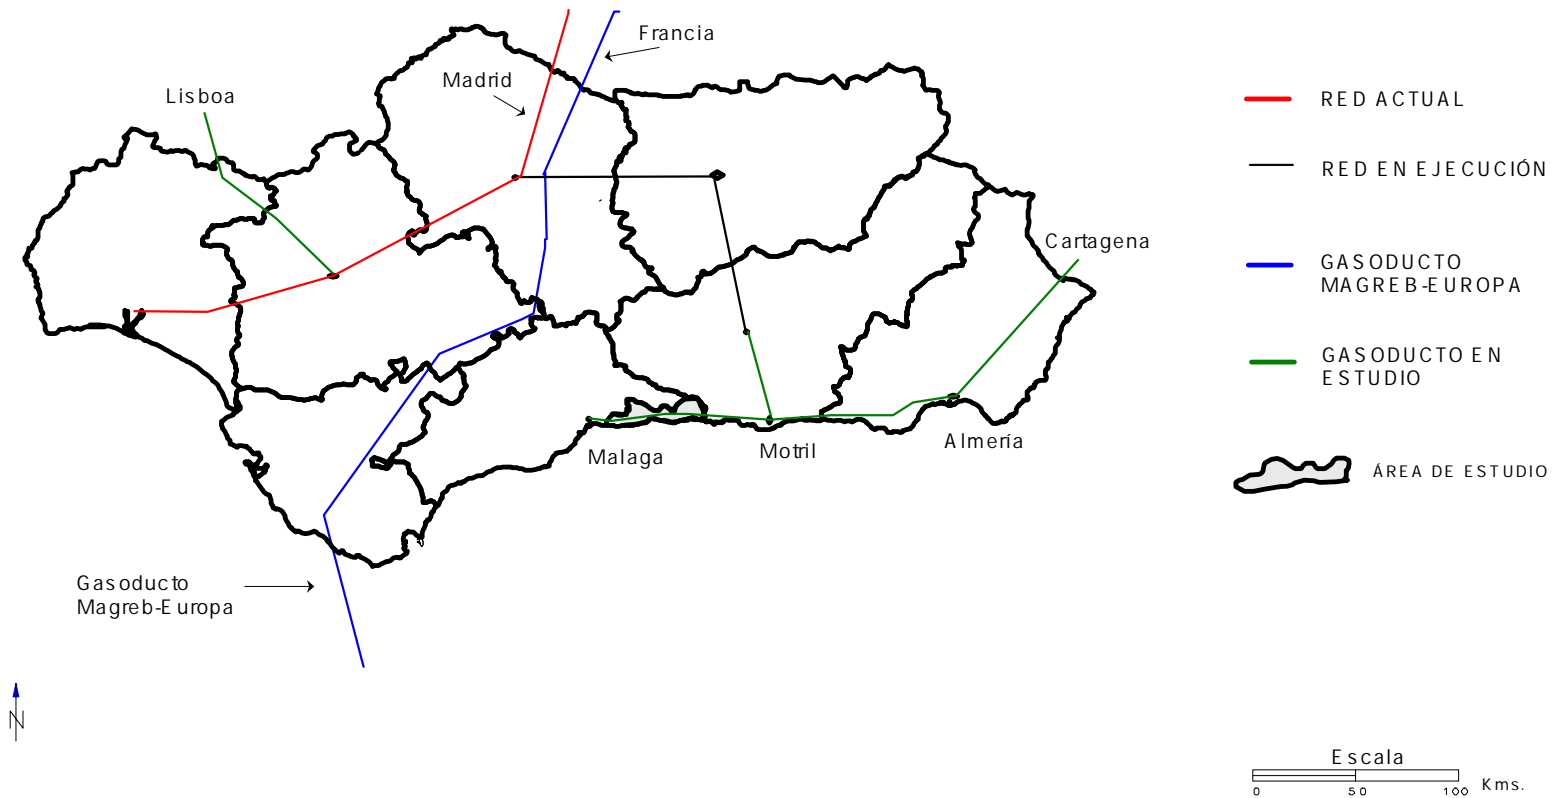 Francia
Madrid
Lisboa
Cartagena
Malaga
Motril
Almería
Gasoducto
Magreb-Europa
N
RED ACTUAL
RED EN EJECUCIÓN
GASODUCTO
MAGREB-EUROPA
GASODUCTO EN
ESTUDIO
ÁREA DE ESTUDIO
Escala
0 50 100 Kms.